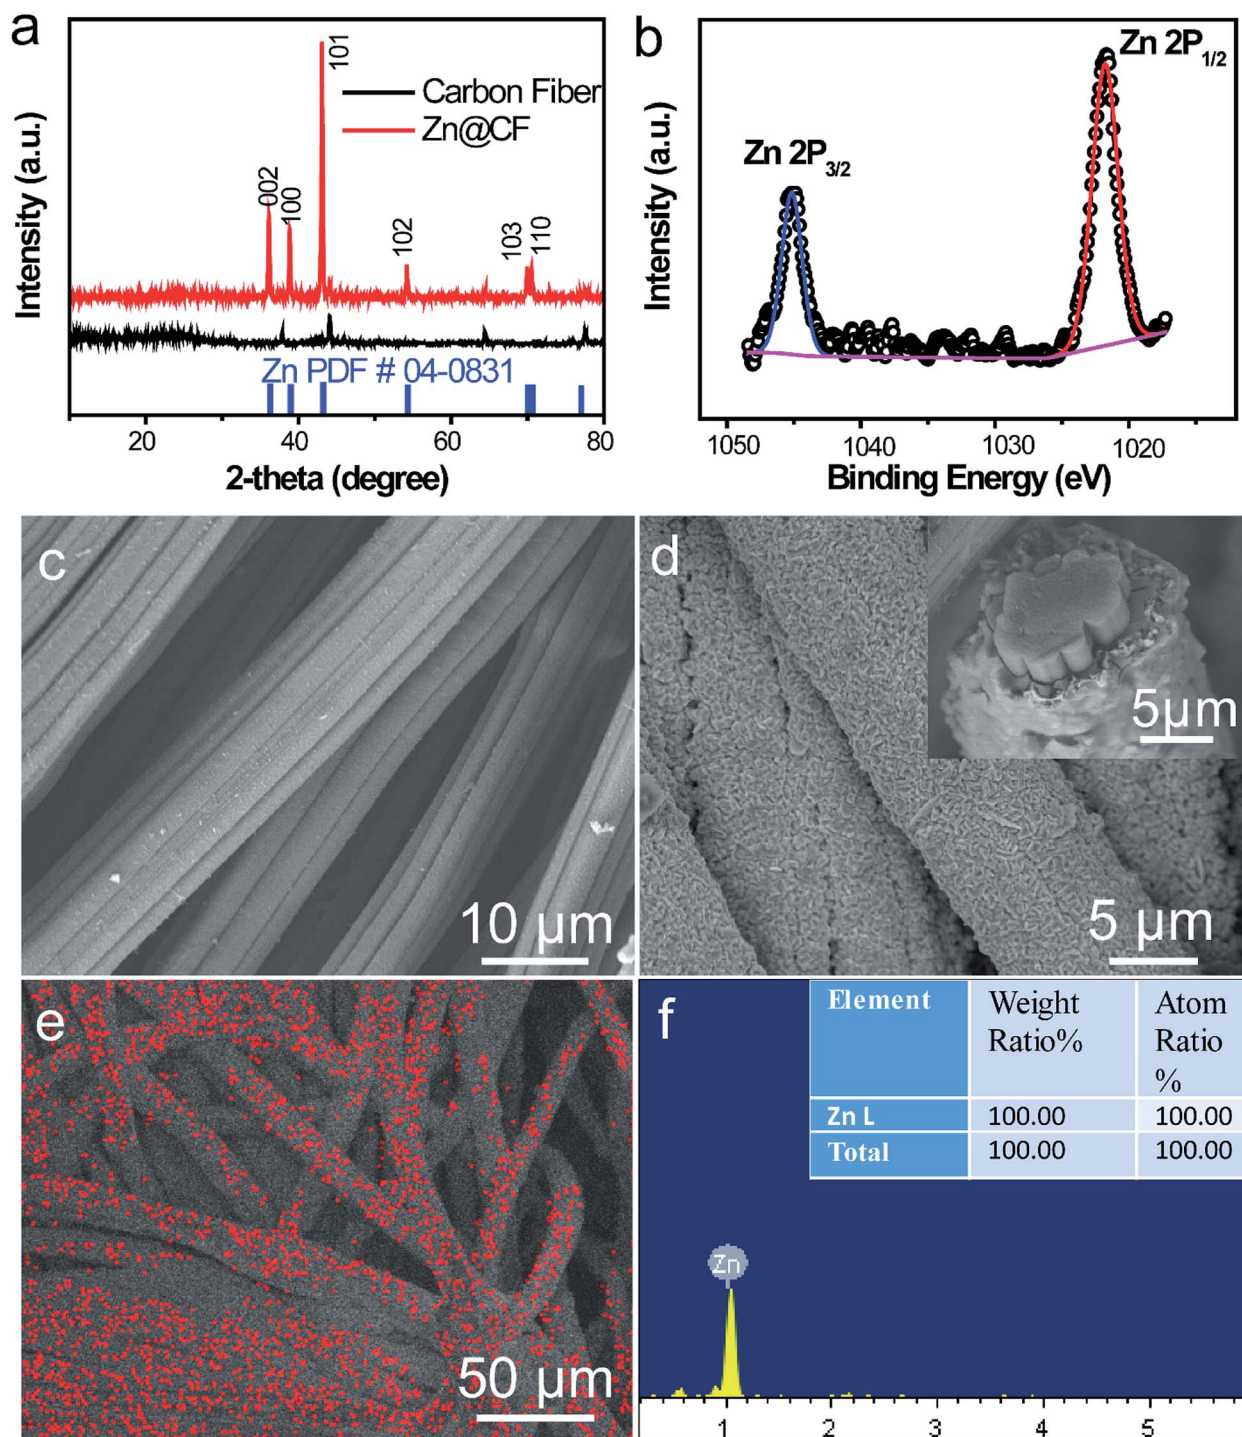 a
101
Carbon Fiber
Zn@CF
002
100
102
103
110
Zn PDF # 04-0831
Intensity (a.u.)
20
40
60
80
2-theta (degree)
b
Zn 2P1/2
Zn 2P3/2
Intensity (a.u.)
1050
1040
1030
1020
Binding Energy (eV)
c
10 μm
d
5μm
5 μm
e
50 μm
f
Element
Weight Ratio%
Atom Ratio %
Zn L
100.00
100.00
Total
100.00
100.00
Zn
1
2
3
4
5